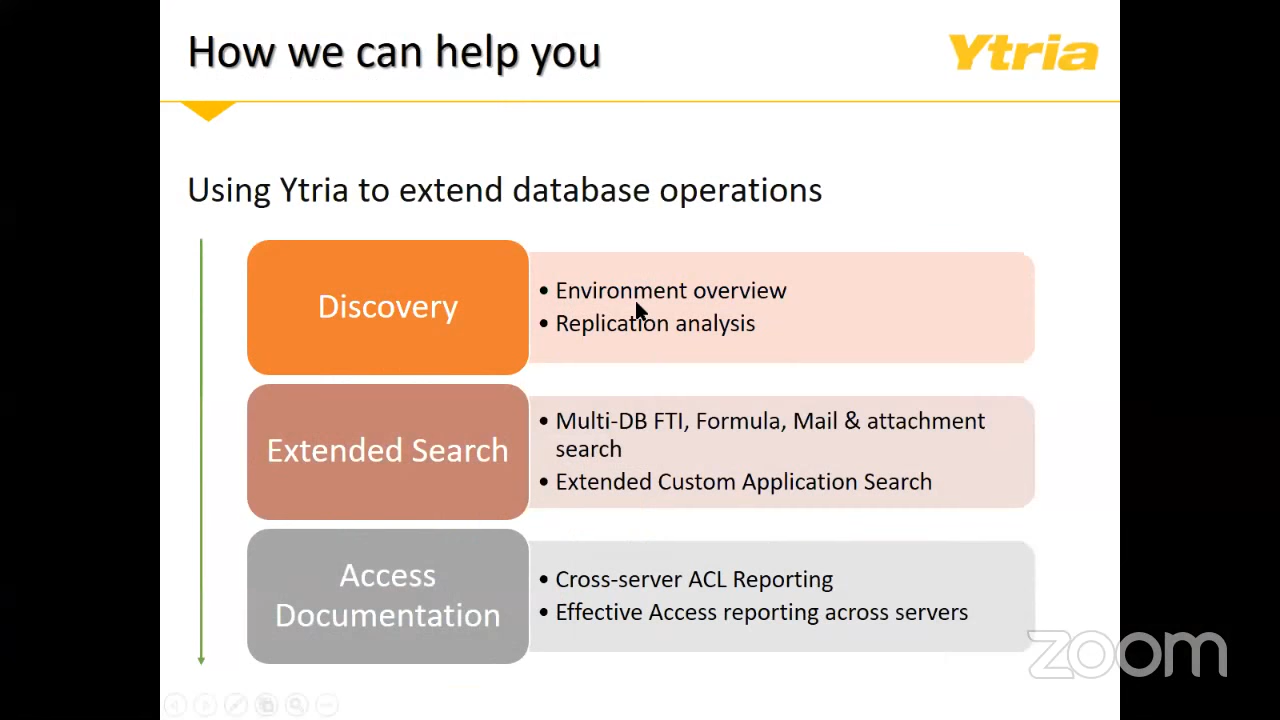 How we can help you
Ytria
Using Ytria to extend database operations
Discovery
• Environment overview
• Replication analysis
Extended Search
• Multi-DB FTI, Formula, Mail & attachment
search
• Extended Custom Application Search
Access
Documentation
• Cross-server ACL Reporting
• Effective Access reporting across servers
zoom